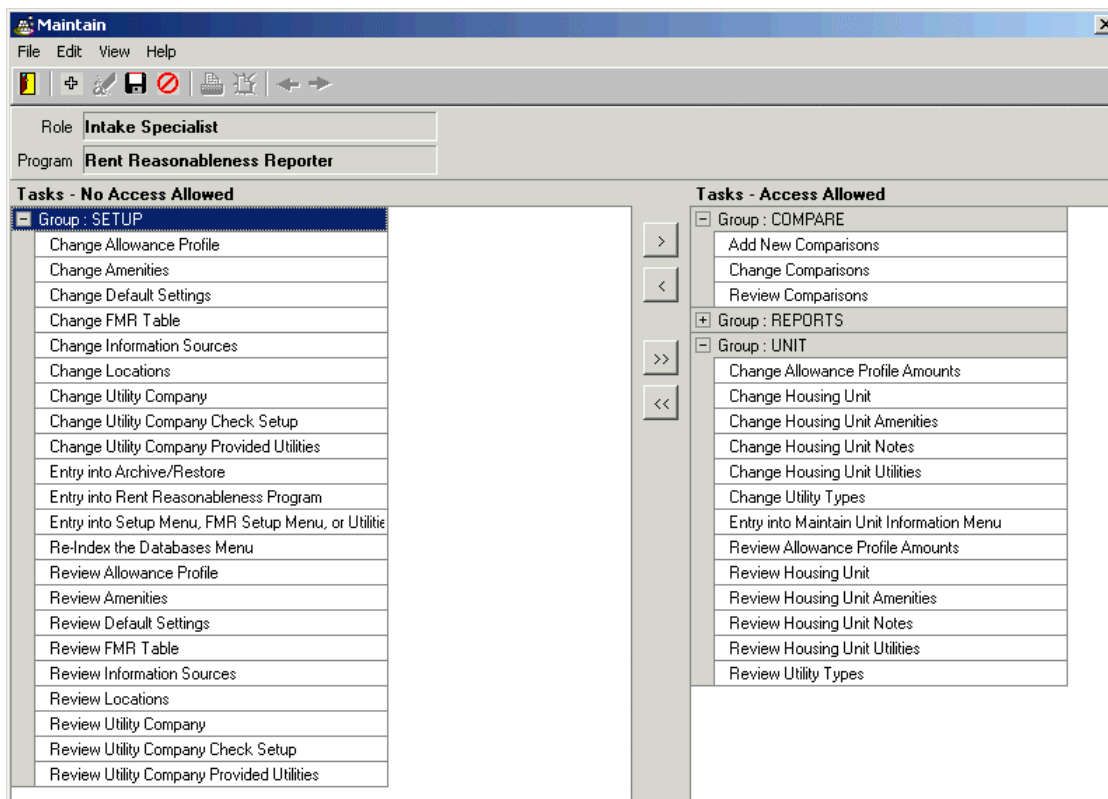 Maintain
File Edit View Help
Role Intake Specialist
Program Rent Reasonableness Reporter
Tasks - No Access Allowed
Group : SETUP
Change Allowance Profile
Change Amenities
Change Default Settings
Change FMR Table
Change Information Sources
Change Locations
Change Utility Company
Change Utility Company Check Setup
Change Utility Company Provided Utilities
Entry into Archive/Restore
Entry into Rent Reasonableness Program
Entry into Setup Menu, FMR Setup Menu, or Utilitie
Re-Index the Databases Menu
Review Allowance Profile
Review Amenities
Review Default Settings
Review FMR Table
Review Information Sources
Review Locations
Review Utility Company
Review Utility Company Check Setup
Review Utility Company Provided Utilities
>
<
>>
<<
Tasks - Access Allowed
Group : COMPARE
Add New Comparisons
Change Comparisons
Review Comparisons
Group : REPORTS
Group : UNIT
Change Allowance Profile Amounts
Change Housing Unit
Change Housing Unit Amenities
Change Housing Unit Notes
Change Housing Unit Utilities
Change Utility Types
Entry into Maintain Unit Information Menu
Review Allowance Profile Amounts
Review Housing Unit
Review Housing Unit Amenities
Review Housing Unit Notes
Review Housing Unit Utilities
Review Utility Types